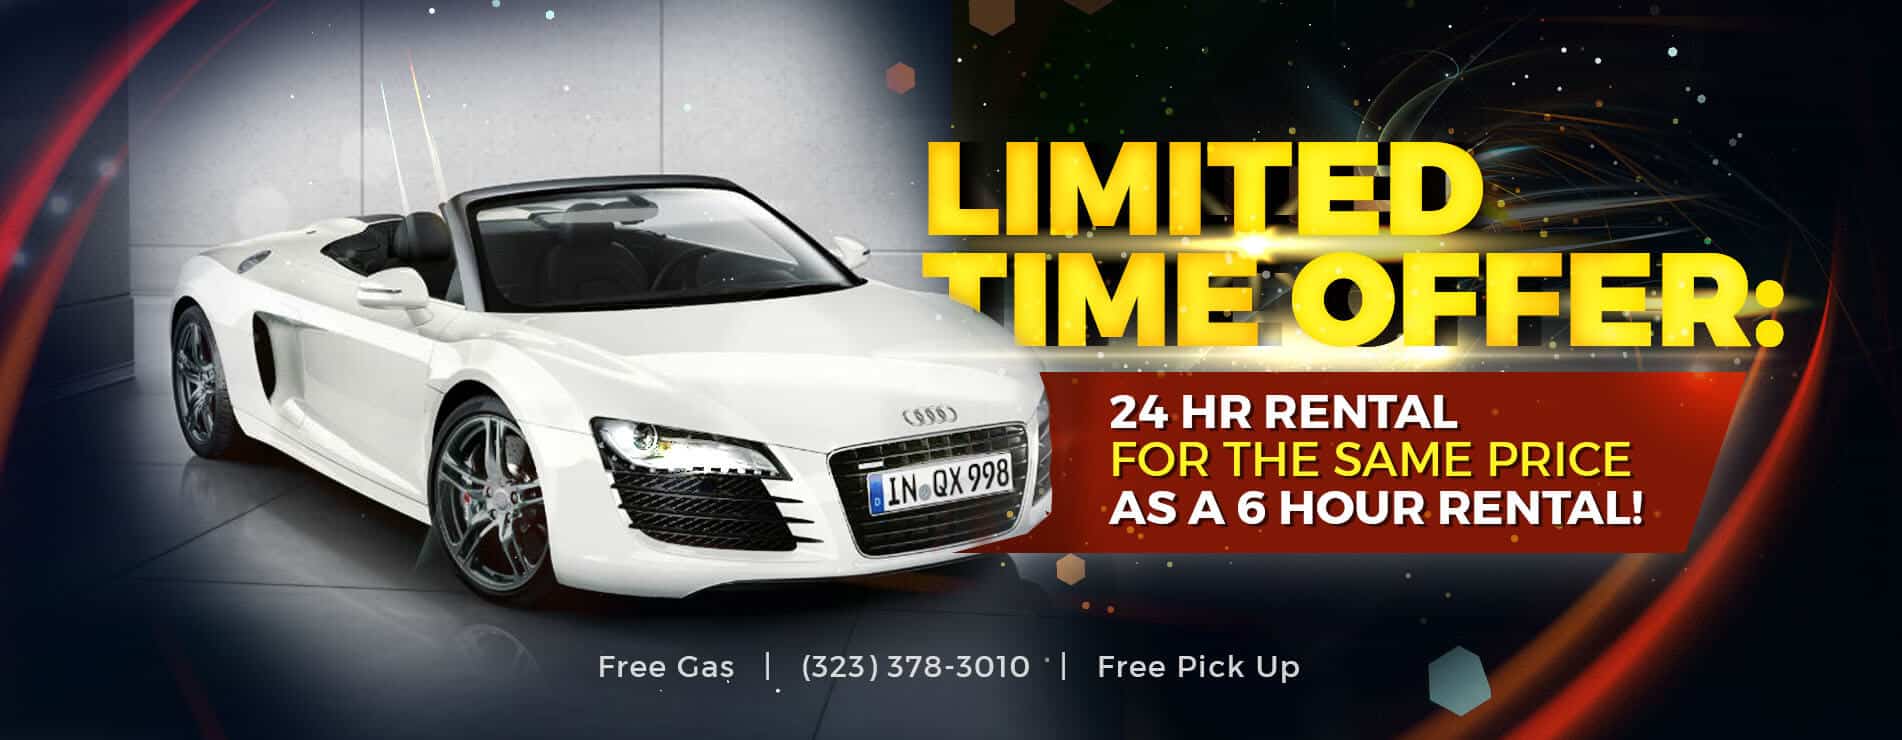 LIMITED
TIME OFFER:
24 HR RENTAL
FOR THE SAME PRICE
AS A 6 HOUR RENTAL!
IN QX 998
D
Free Gas | (323) 378-3010 | Free Pick Up